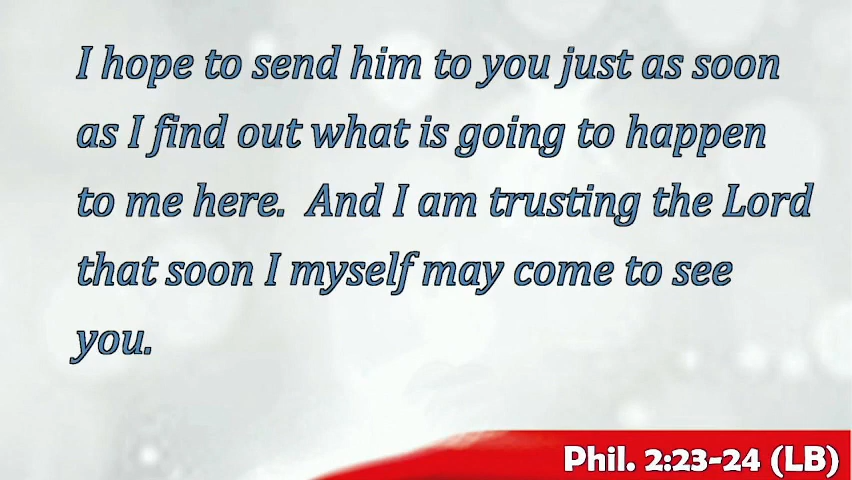 I hope to send him to you just as soon
as I find out what is going to happen
to me here.  And I am trusting the Lord
that soon I myself may come to see
you.
Phil. 2:23-24 (LB)